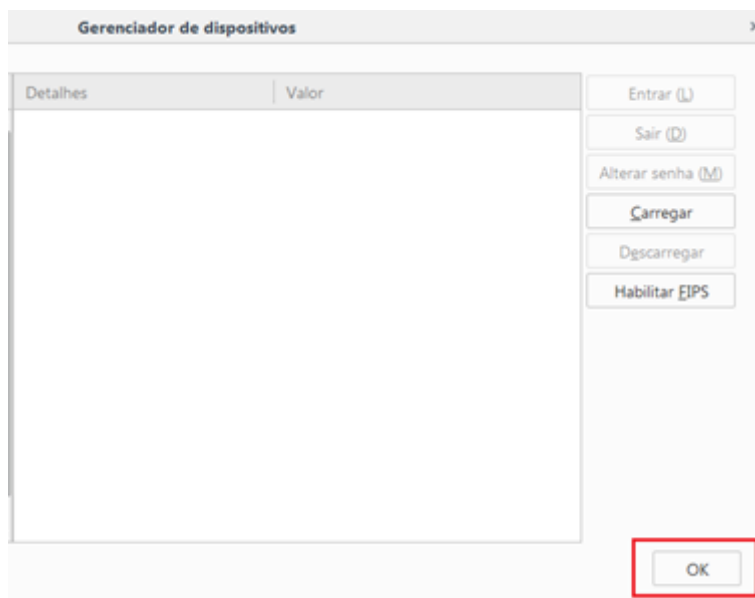 Gerenciador de dispositivos
Detalhes Valor
Entrar (L)
Sair (D)
Alterar senha (M)
Carregar
Descarregar
Habilitar FIPS
OK